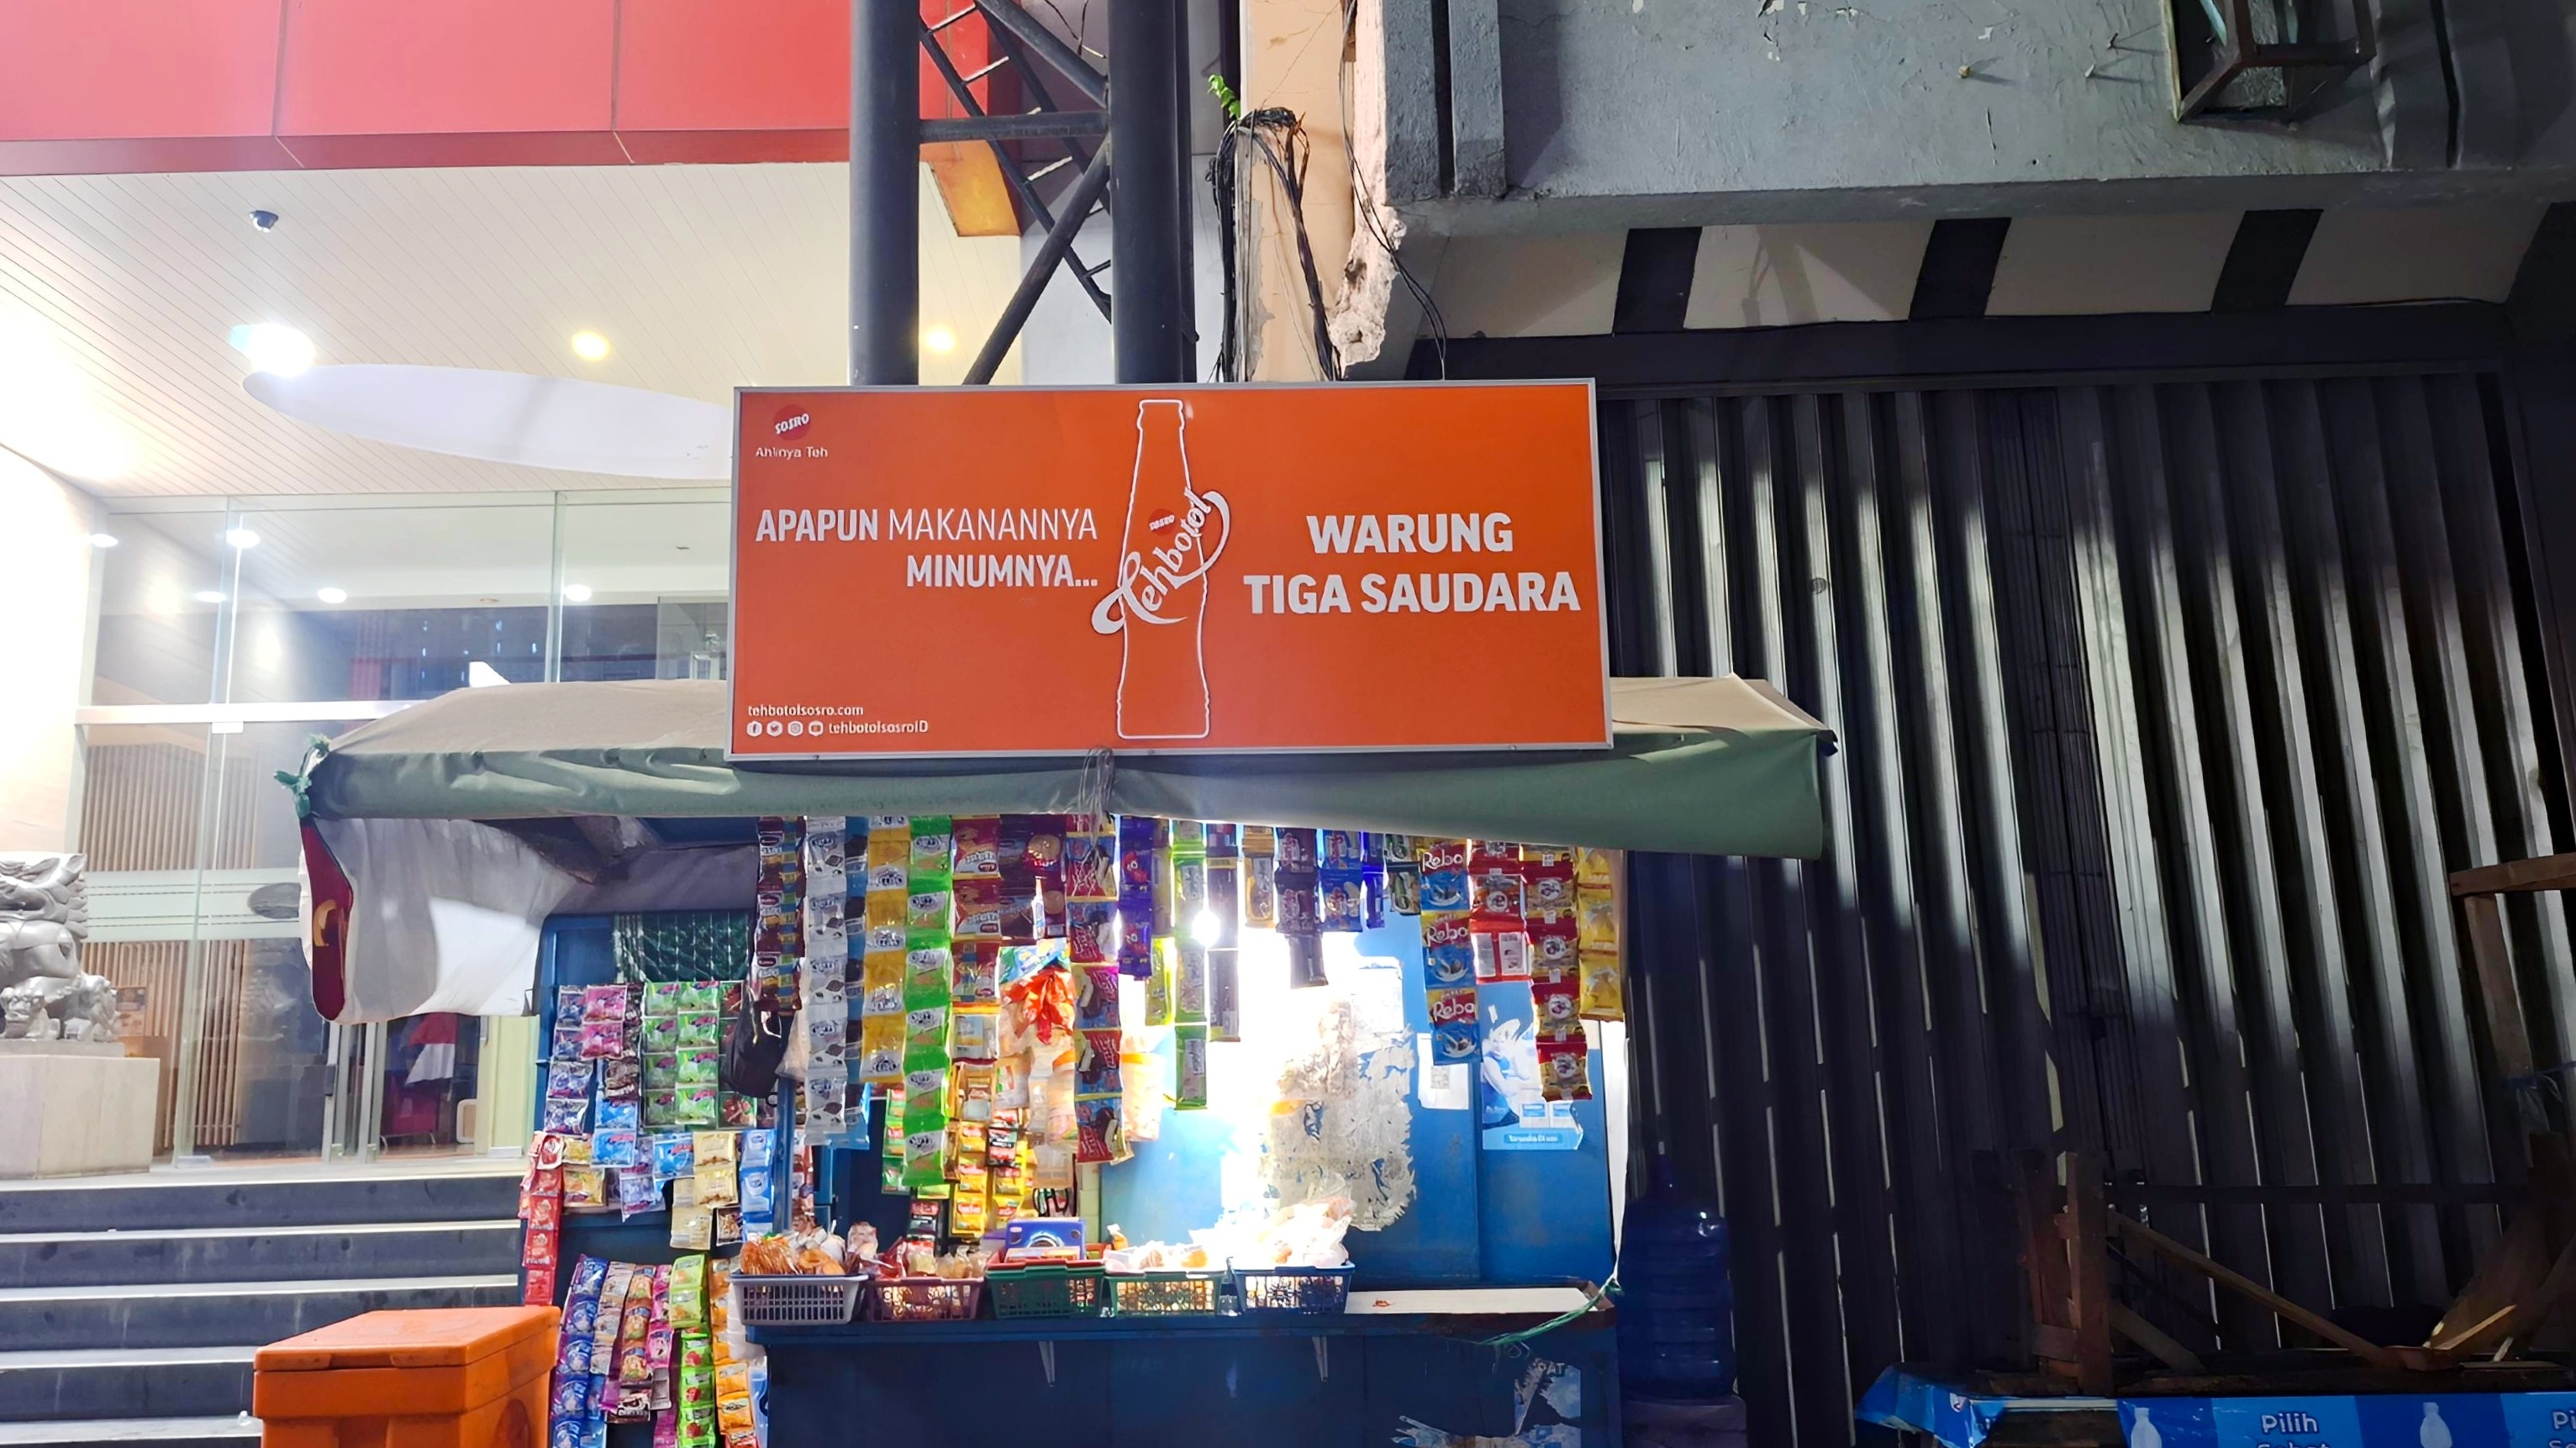 SOSRO
Ahlinya Teh
APAPUN MAKANANNYA
MINUMNYA...
SOSRO
Tehbotol
WARUNG
TIGA SAUDARA
tehbotolsosro.com
tehbotolsosroID
Rebo
Rebo
Rebo
Pilih